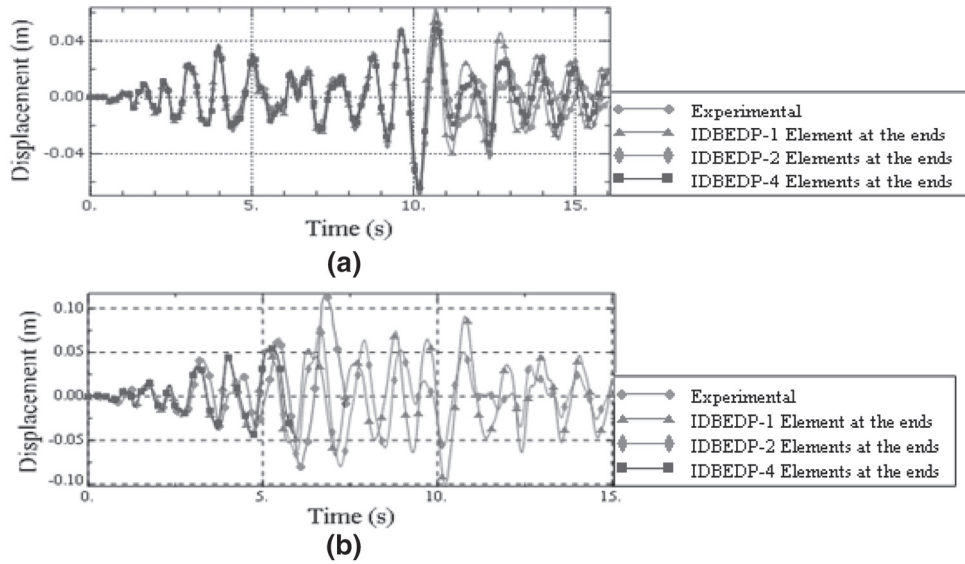 Displacement (m)
0.04
0.00
-0.04
0. 5. 10. 15.
Time (s)
Experimental
IDBEDP-1 Element at the ends
IDBEDP-2 Elements at the ends
IDBEDP-4 Elements at the ends
(a)
Displacement (m)
0.10
0.05
0.00
-0.05
-0.10
0. 5. 10. 15.
Time (s)
Experimental
IDBEDP-1 Element at the ends
IDBEDP-2 Elements at the ends
IDBEDP-4 Elements at the ends
(b)